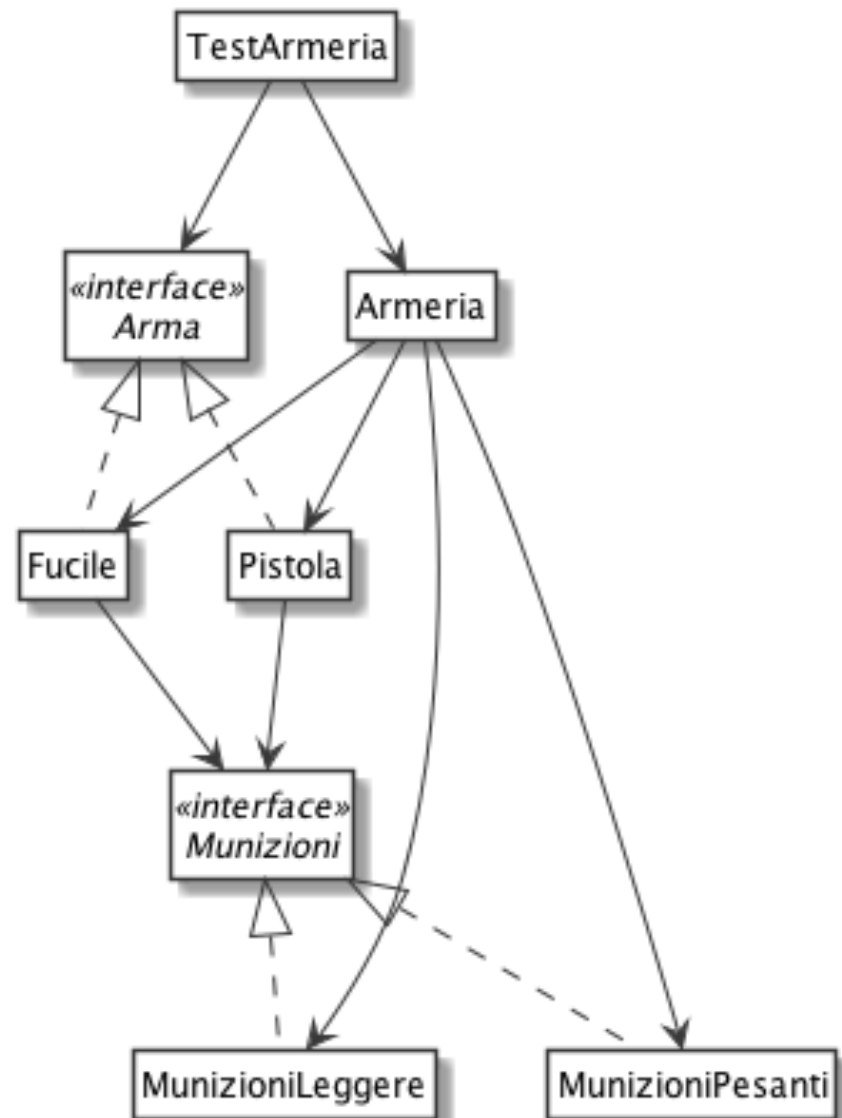 TestArmeria
«interface»
Arma
Armeria
Fucile
Pistola
«interface»
Munizioni
MunizioniLeggere
MunizioniPesanti